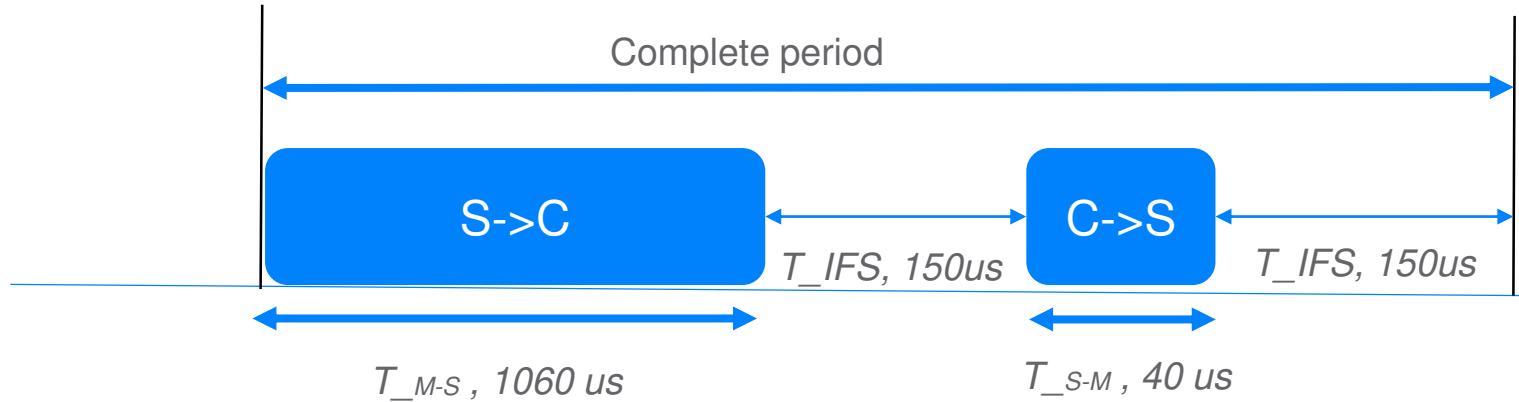 Complete period
S->C
C->S
T_IFS, 150us
T_IFS, 150us
T_M-S , 1060 us
T_S-M , 40 us